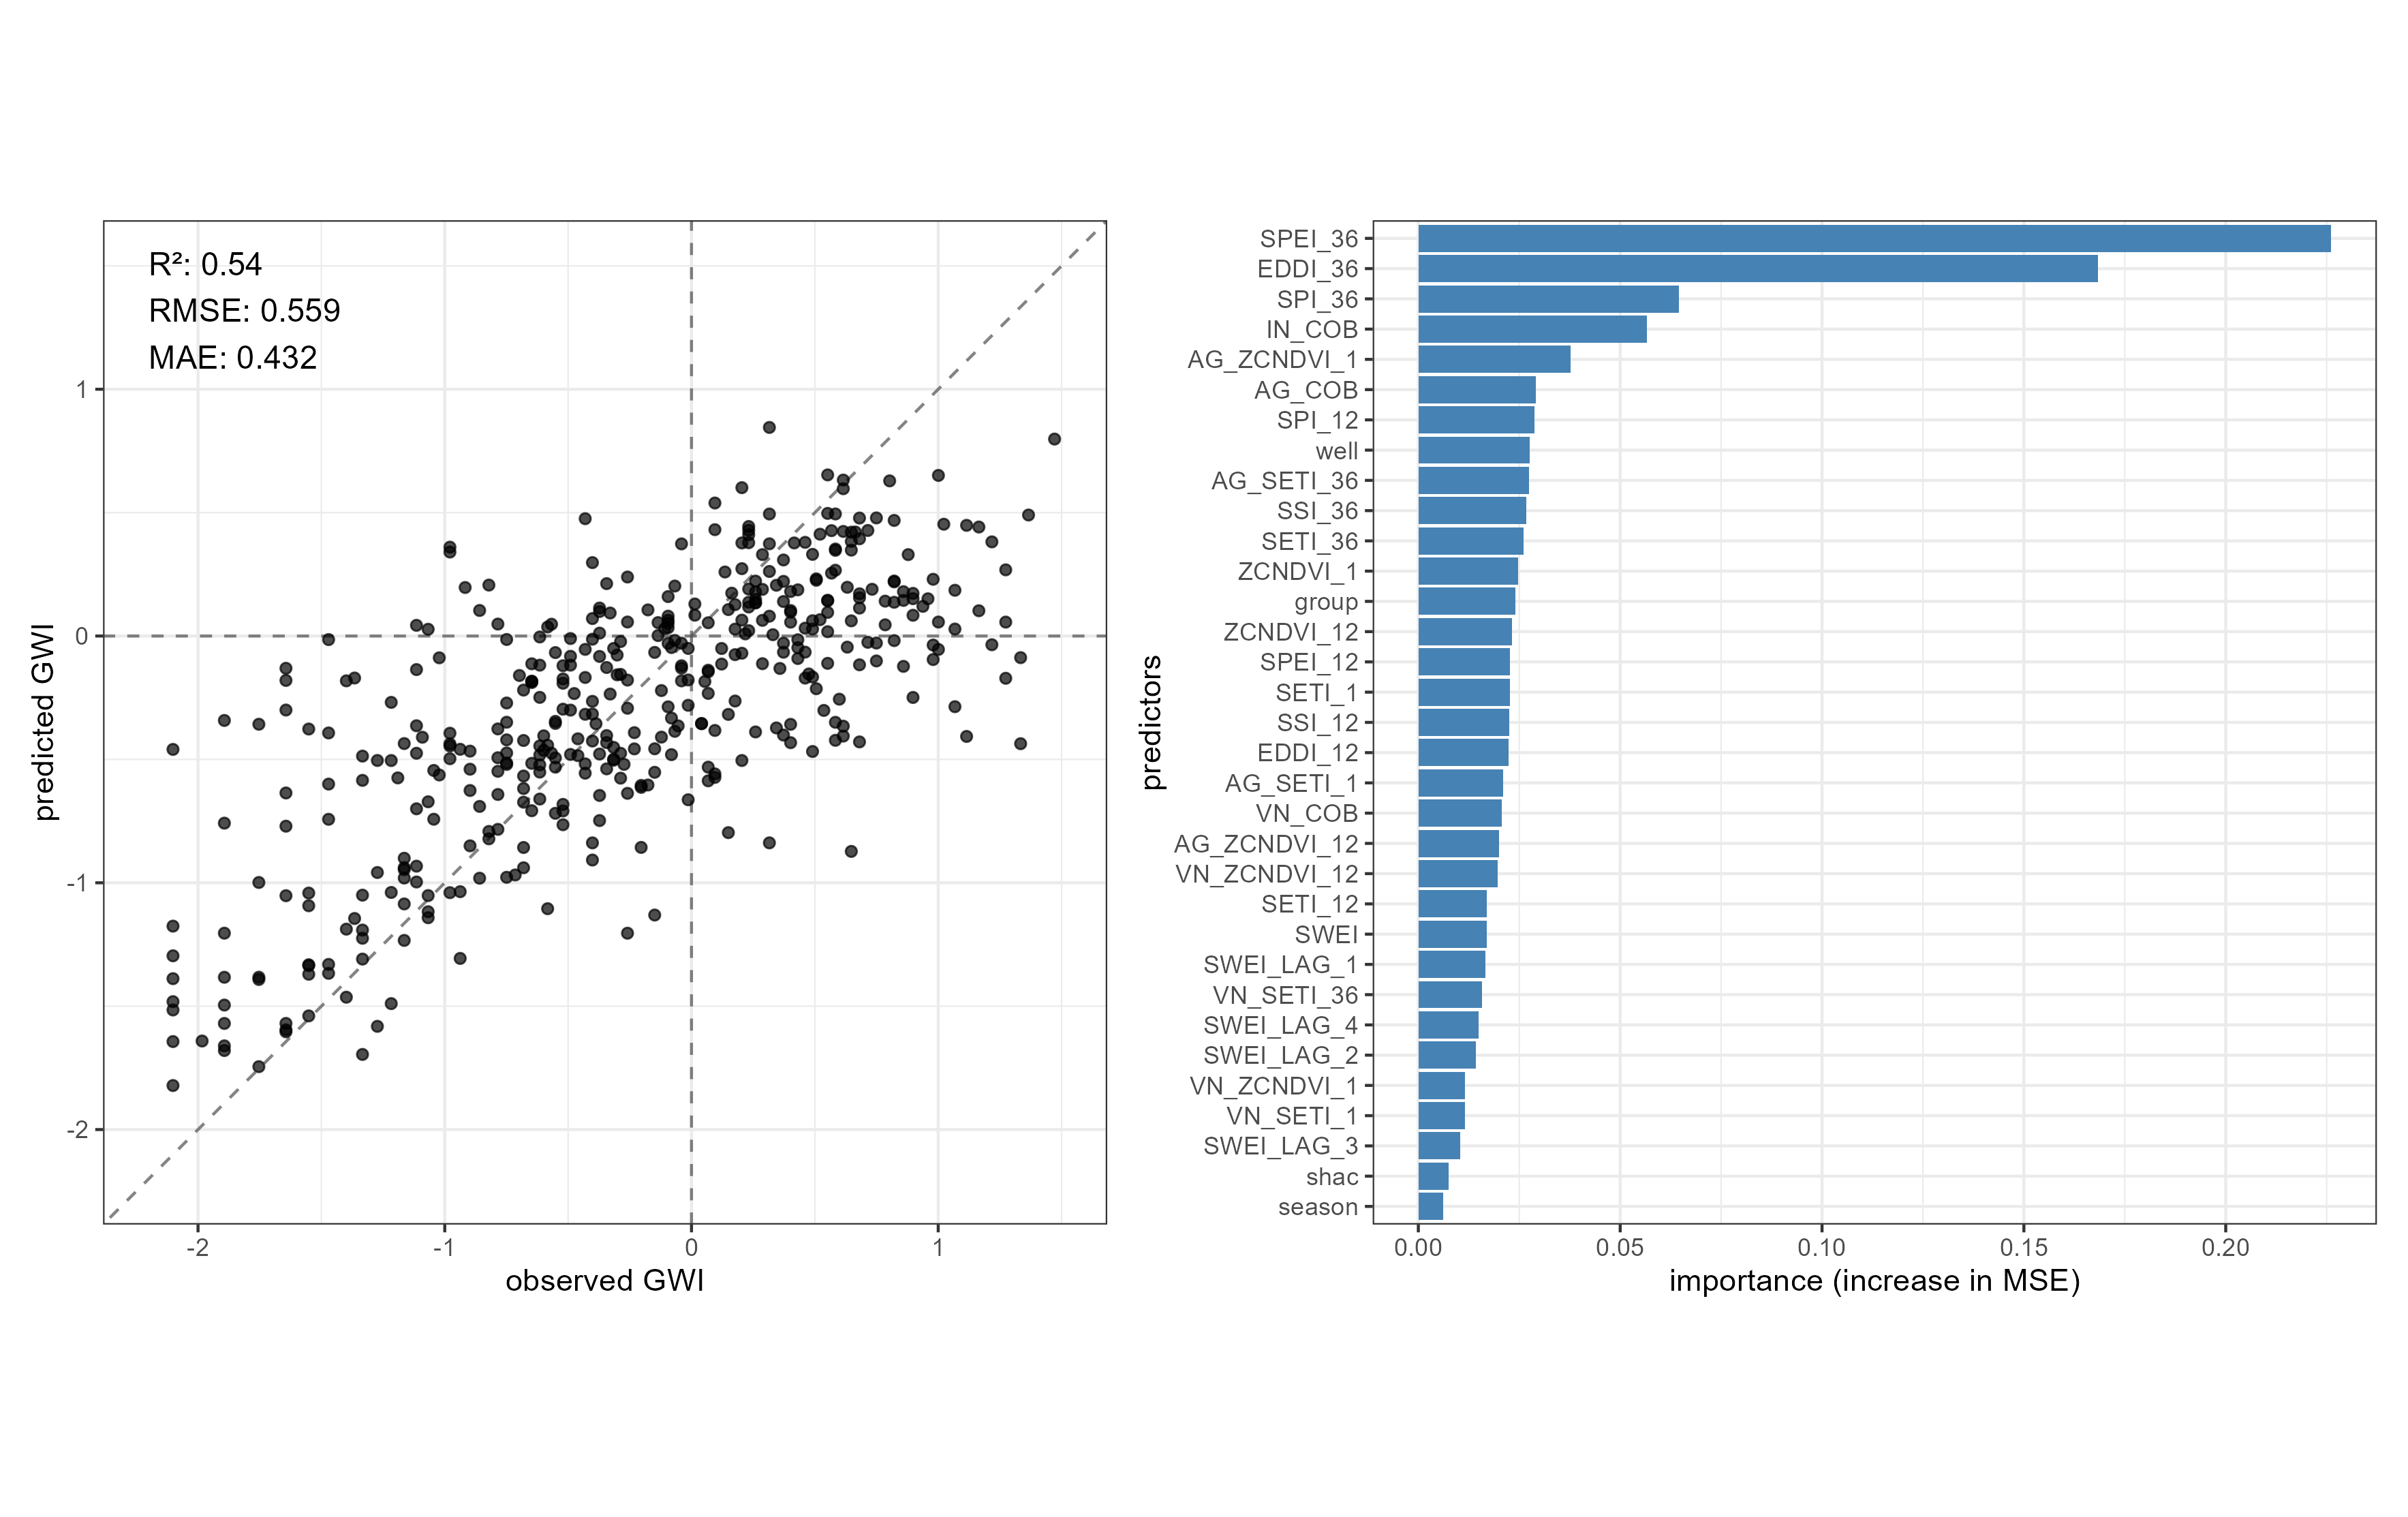 R²: 0.54
RMSE: 0.559
MAE: 0.432
1
0
-1
-2
-2
-1
0
1
predicted GWI
observed GWI
predictors
SPEI_36
EDDI_36
SPI_36
IN_COB
AG_ZCNDVI_1
AG_COB
SPI_12
well
AG_SETI_36
SSI_36
SETI_36
ZCNDVI_1
group
ZCNDVI_12
SPEI_12
SETI_1
SSI_12
EDDI_12
AG_SETI_1
VN_COB
AG_ZCNDVI_12
VN_ZCNDVI_12
SETI_12
SWEI
SWEI_LAG_1
VN_SETI_36
SWEI_LAG_4
SWEI_LAG_2
VN_ZCNDVI_1
VN_SETI_1
SWEI_LAG_3
shac
season
0.00
0.05
0.10
0.15
0.20
importance (increase in MSE)